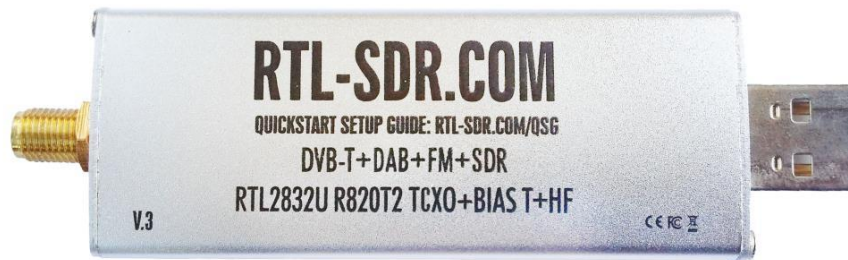 RTL-SDR.COM
QUICKSTART SETUP GUIDE: RTL-SDR.COM/QSG
DVB-T+DAB+FM+SDR
RTL2832U R820T2 TCXO+BIAS T+HF
V.3
CE FC